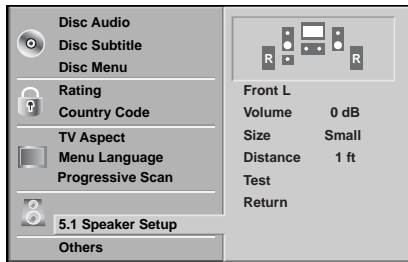 Disc Audio
Disc Subtitle
Disc Menu
Rating
Country Code
TV Aspect
Menu Language
Progressive Scan
5.1 Speaker Setup
Others
R R
Front L
Volume 0 dB
Size Small
Distance 1 ft
Test
Return